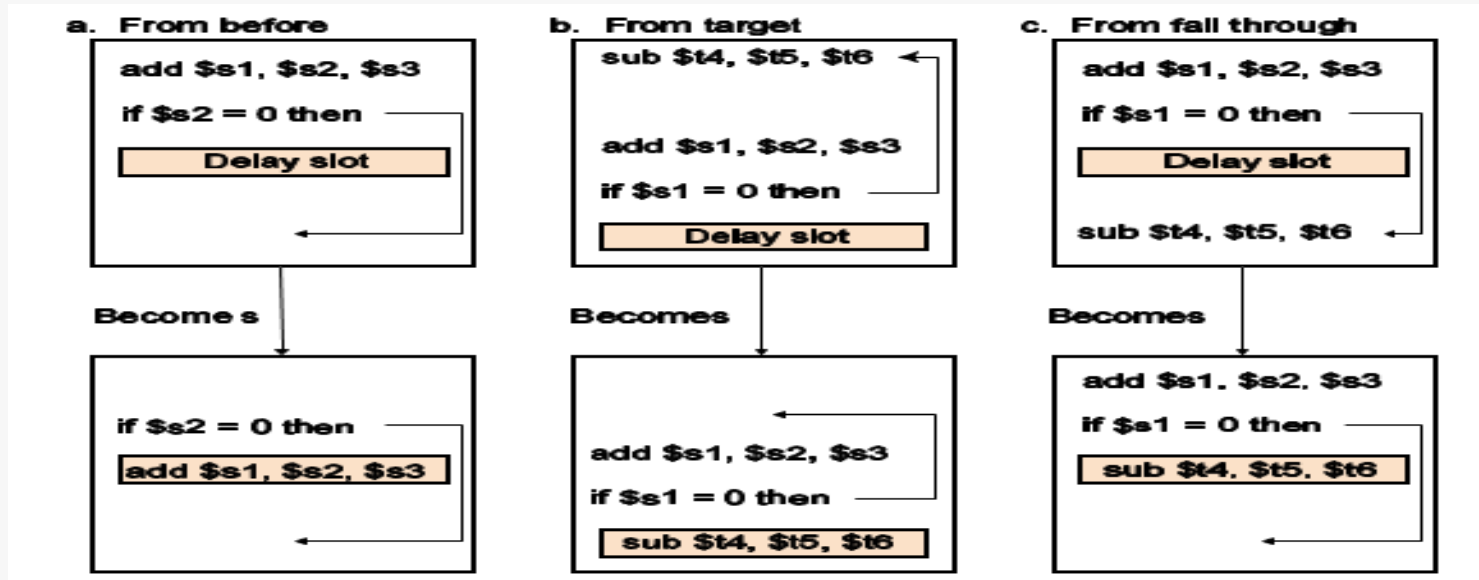 a. From before
add $s1, $s2, $s3
if $s2 = 0 then
Delay slot
Becomes
if $s2 = 0 then
add $s1, $s2, $s3
b. From target
sub $t4, $t5, $t6
add $s1, $s2, $s3
if $s1 = 0 then
Delay slot
Becomes
add $s1, $s2, $s3
if $s1 = 0 then
sub $t4, $t5, $t6
c. From fall through
add $s1, $s2, $s3
if $s1 = 0 then
Delay slot
sub $t4, $t5, $t6
Becomes
add $s1, $s2, $s3
if $s1 = 0 then
sub $t4, $t5, $t6